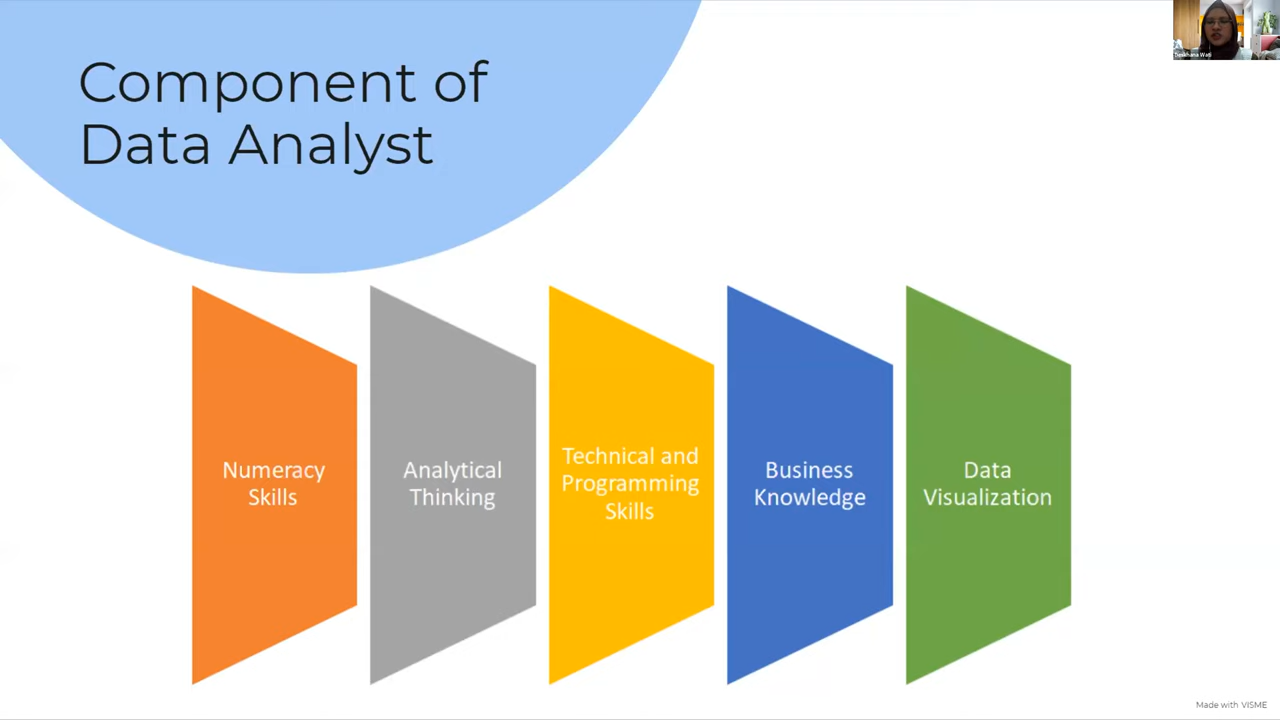 Component of
Data Analyst
Numeracy
Skills
Analytical
Thinking
Technical and
Programming
Skills
Business
Knowledge
Data
Visualization
Made with VISME